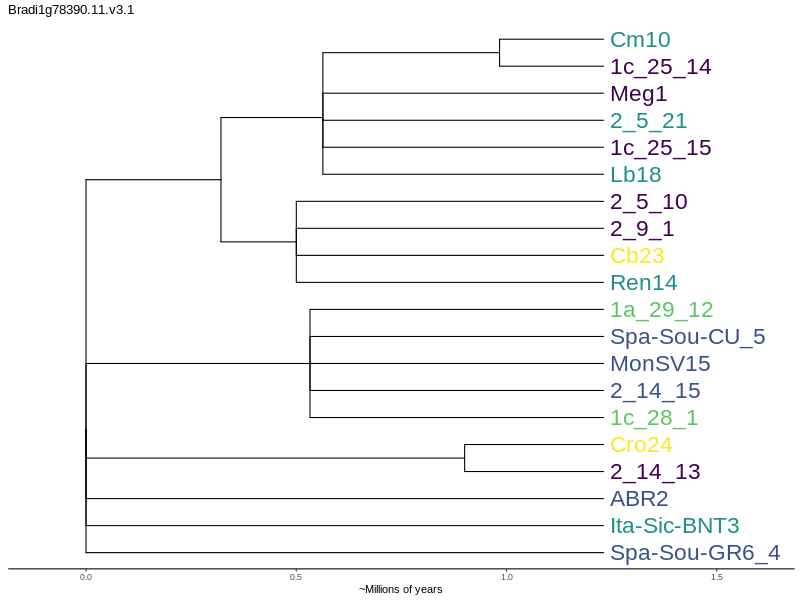 Bradi1g78390.11.v3.1
Cm10
1c_25_14
Meg1
2_5_21
1c_25_15
Lb18
2_5_10
2_9_1
Cb23
Ren14
1a_29_12
Spa-Sou-CU_5
MonSV15
2_14_15
1c_28_1
Cro24
2_14_13
ABR2
Ita-Sic-BNT3
Spa-Sou-GR6_4
0.0 0.5 1.0 1.5
~Millions of years